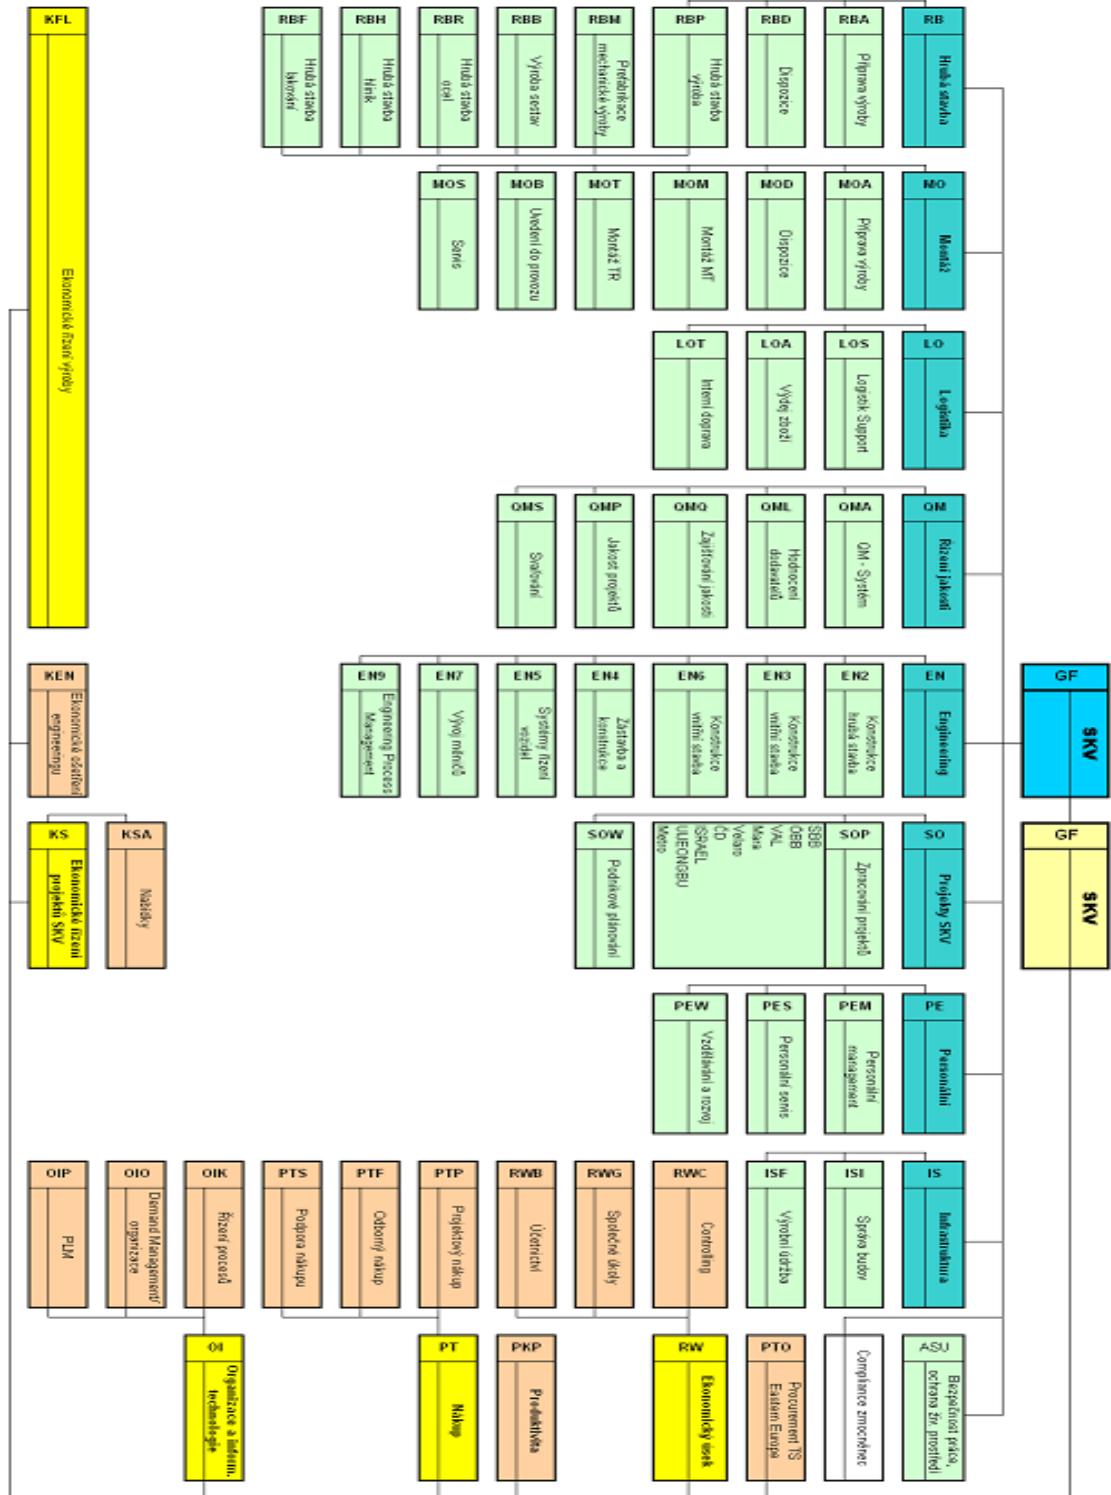 GF
SKV
GF
SKV
RB
Hrubá stavba
RBA
Příprava výroby
RBD
Dispozice
RBP
Hrubá stavba
výroba
RBM
Prefabrikace
mechanické výroby
RBB
Výroba sestav
RBR
Hrubá stavba
ocel
RBH
Hrubá stavba
hliník
RBF
Hrubá stavba
lakování
MO
Montáž
MOA
Příprava výroby
MOD
Dispozice
MOM
Montáž MT
MOT
Montáž TR
MOB
Uvedení do provozu
MOS
Servis
LO
Logistika
LOS
Logistik Support
LOA
Výdej zboží
LOT
Interní doprava
QM
Řízení jakosti
QMA
QM - Systém
QML
Hodnocení
dodavatelů
QMQ
Zajišťování jakosti
QMP
Jakost projektů
QMS
Svařování
EN
Engineering
EN2
Konstrukce
hrubá stavba
EN3
Konstrukce
vnitřní stavba
EN6
Konstrukce
vnitřní stavba
EN4
Zástavba a
konstrukce
EN5
Systémy řízení
vozidel
EN7
Vývoj měničů
EN9
Engineering Process
Management
SO
Projekty SKV
SOP
Zpracování projektů
SBB
ÖBB
VAL
Mara
Velaro
ČD
ISRAEL
UIJEONGBU
Metro
SOW
Podnikové plánování
PE
Personální
PEM
Personální
management
PES
Personální servis
PEW
Vzdělávání a rozvoj
IS
Infrastruktura
ISI
Správa budov
ISF
Výrobní údržba
ASU
Bezpečnost práce,
ochrana živ. prostředí
Compliance zmocněnec
KFL
Ekonomické řízení výroby
KEN
Ekonomické ošetření
engineeringu
KS
Ekonomické řízení
projektů SKV
KSA
Nabídky
PTO
Procurement TS
Eastern Europe
RW
Ekonomický úsek
RWC
Controlling
RWG
Společné úkoly
RWB
Účetnictví
PKP
Produktivita
PT
Nákup
PTP
Projektový nákup
PTF
Odborný nákup
PTS
Podpora nákupu
OI
Organizace a inform.
technologie
OIK
Řízení procesů
OIO
Demand Management/
organizace
OIP
PLM